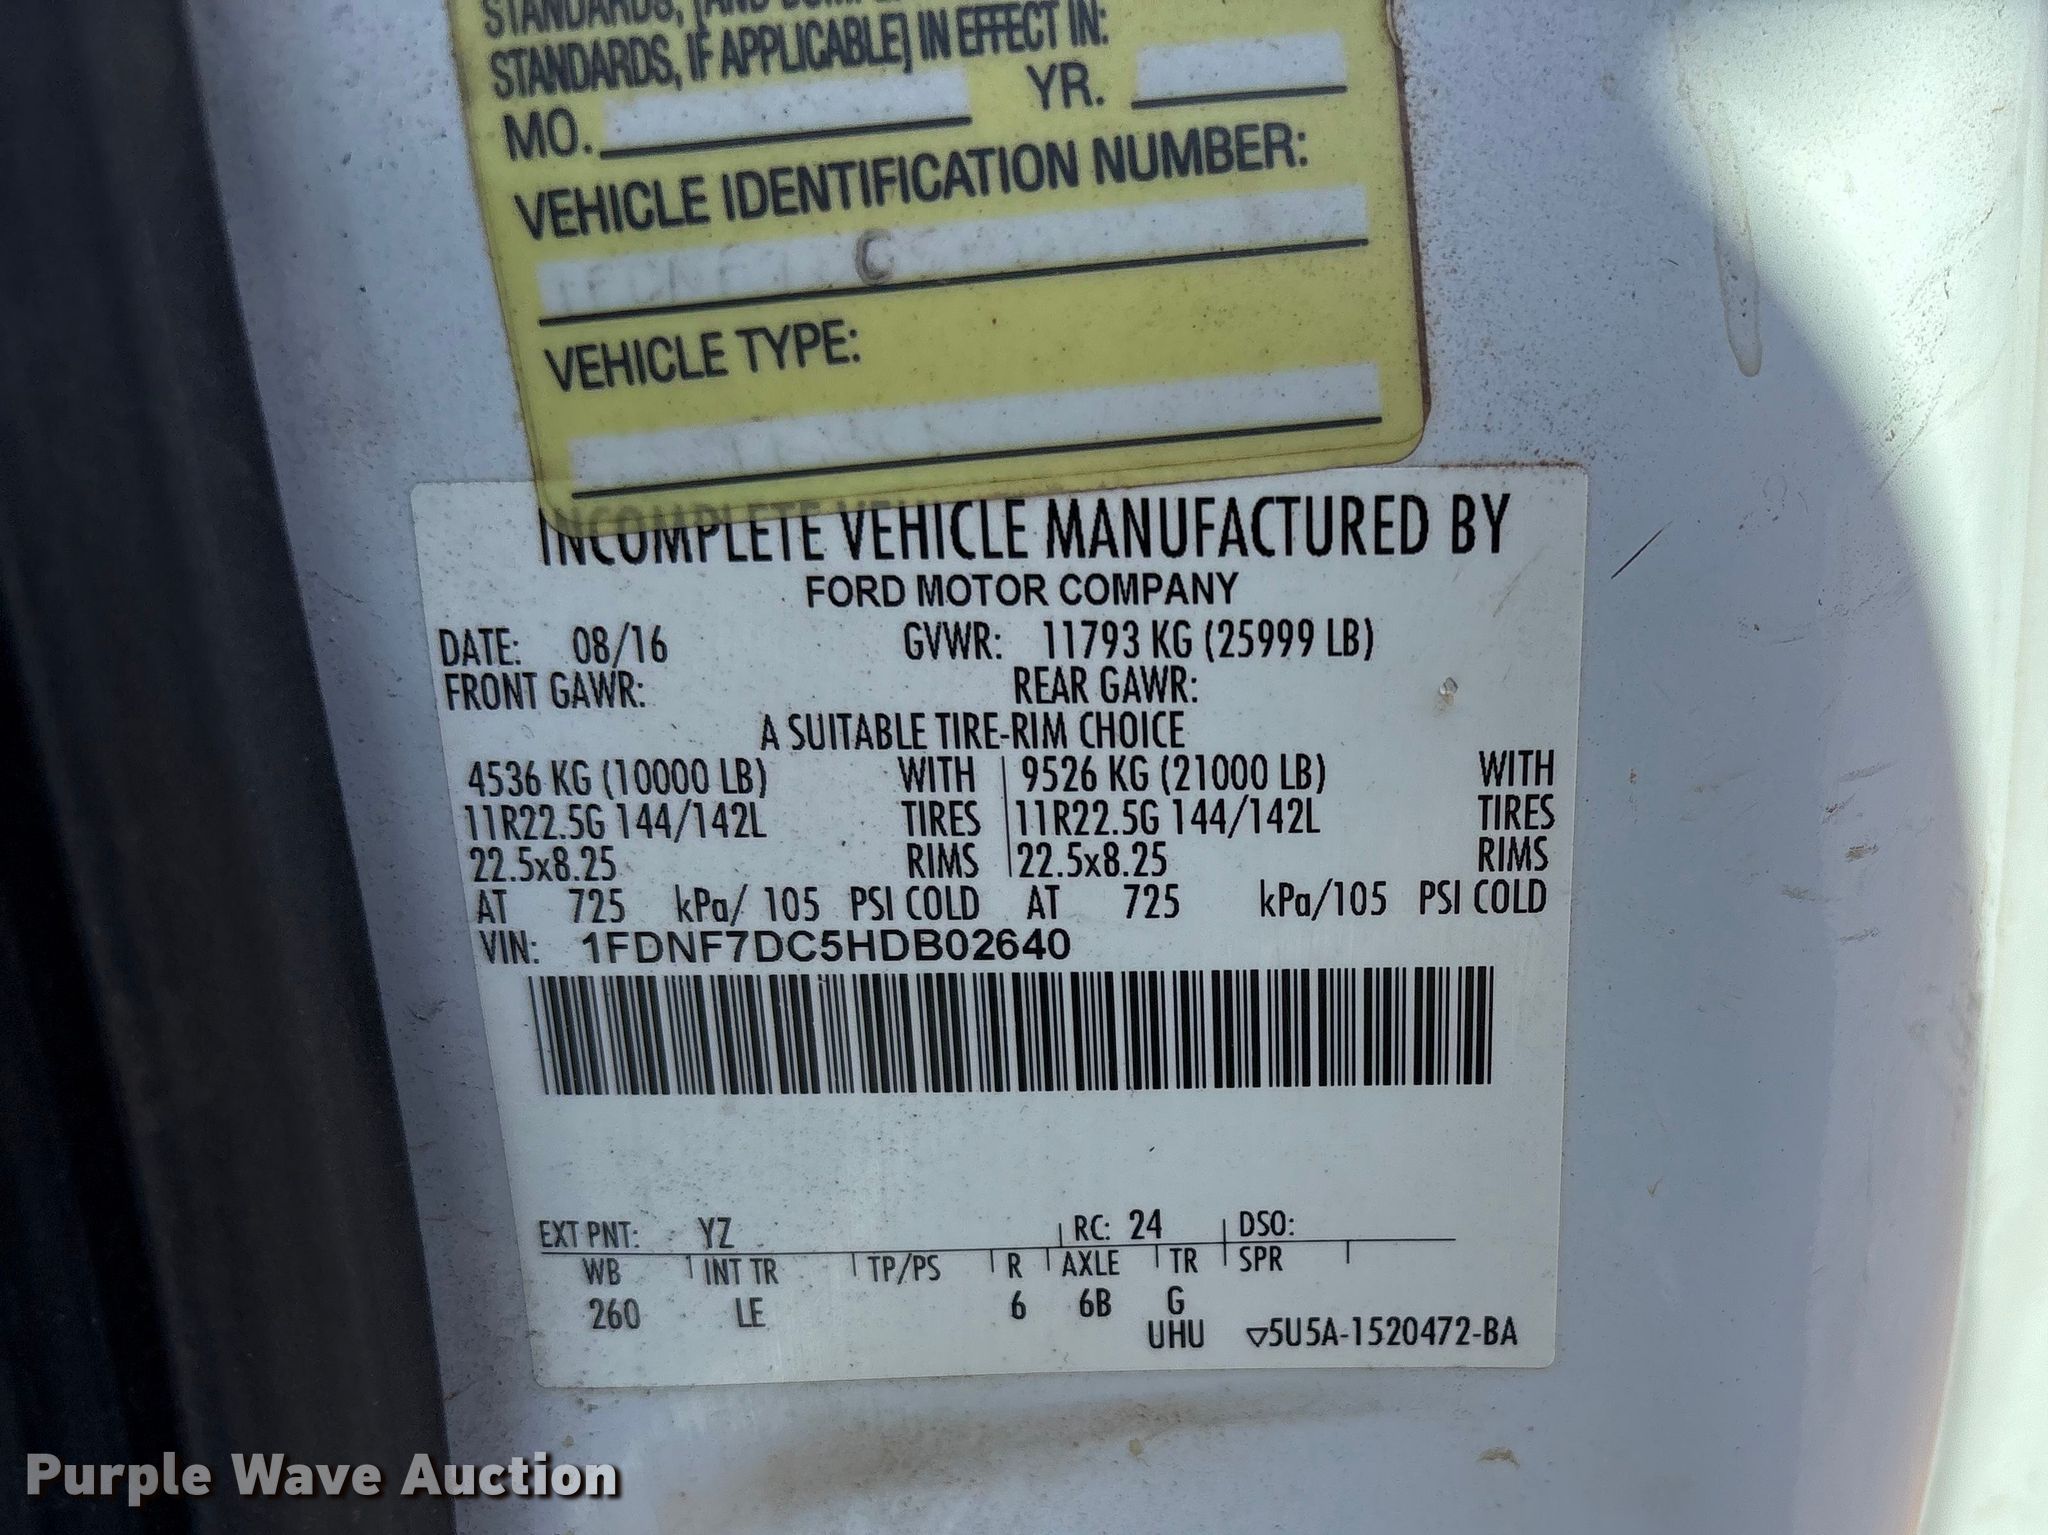 STANDARDS, [AND
STANDARDS, IF APPLICABLE] IN EFFECT IN:
MO. YR.
VEHICLE IDENTIFICATION NUMBER:
C
VEHICLE TYPE:
INCOMPLETE VEHICLE MANUFACTURED BY
FORD MOTOR COMPANY
DATE: 08/16 GVWR: 11793 KG (25999 LB)
FRONT GAWR: REAR GAWR:
A SUITABLE TIRE-RIM CHOICE
4536 KG (10000 LB) WITH 9526 KG (21000 LB) WITH
11R22.5G 144/142L TIRES 11R22.5G 144/142L TIRES
22.5x8.25 RIMS 22.5x8.25 RIMS
AT 725 kPa/ 105 PSI COLD AT 725 kPa/105 PSI COLD
VIN: 1FDNF7DC5HDB02640
EXT PNT: YZ RC: 24 DSO:
WB INT TR TP/PS R AXLE TR SPR
260 LE 6 6B G
UHU ▽5U5A-1520472-BA
Purple Wave Auction